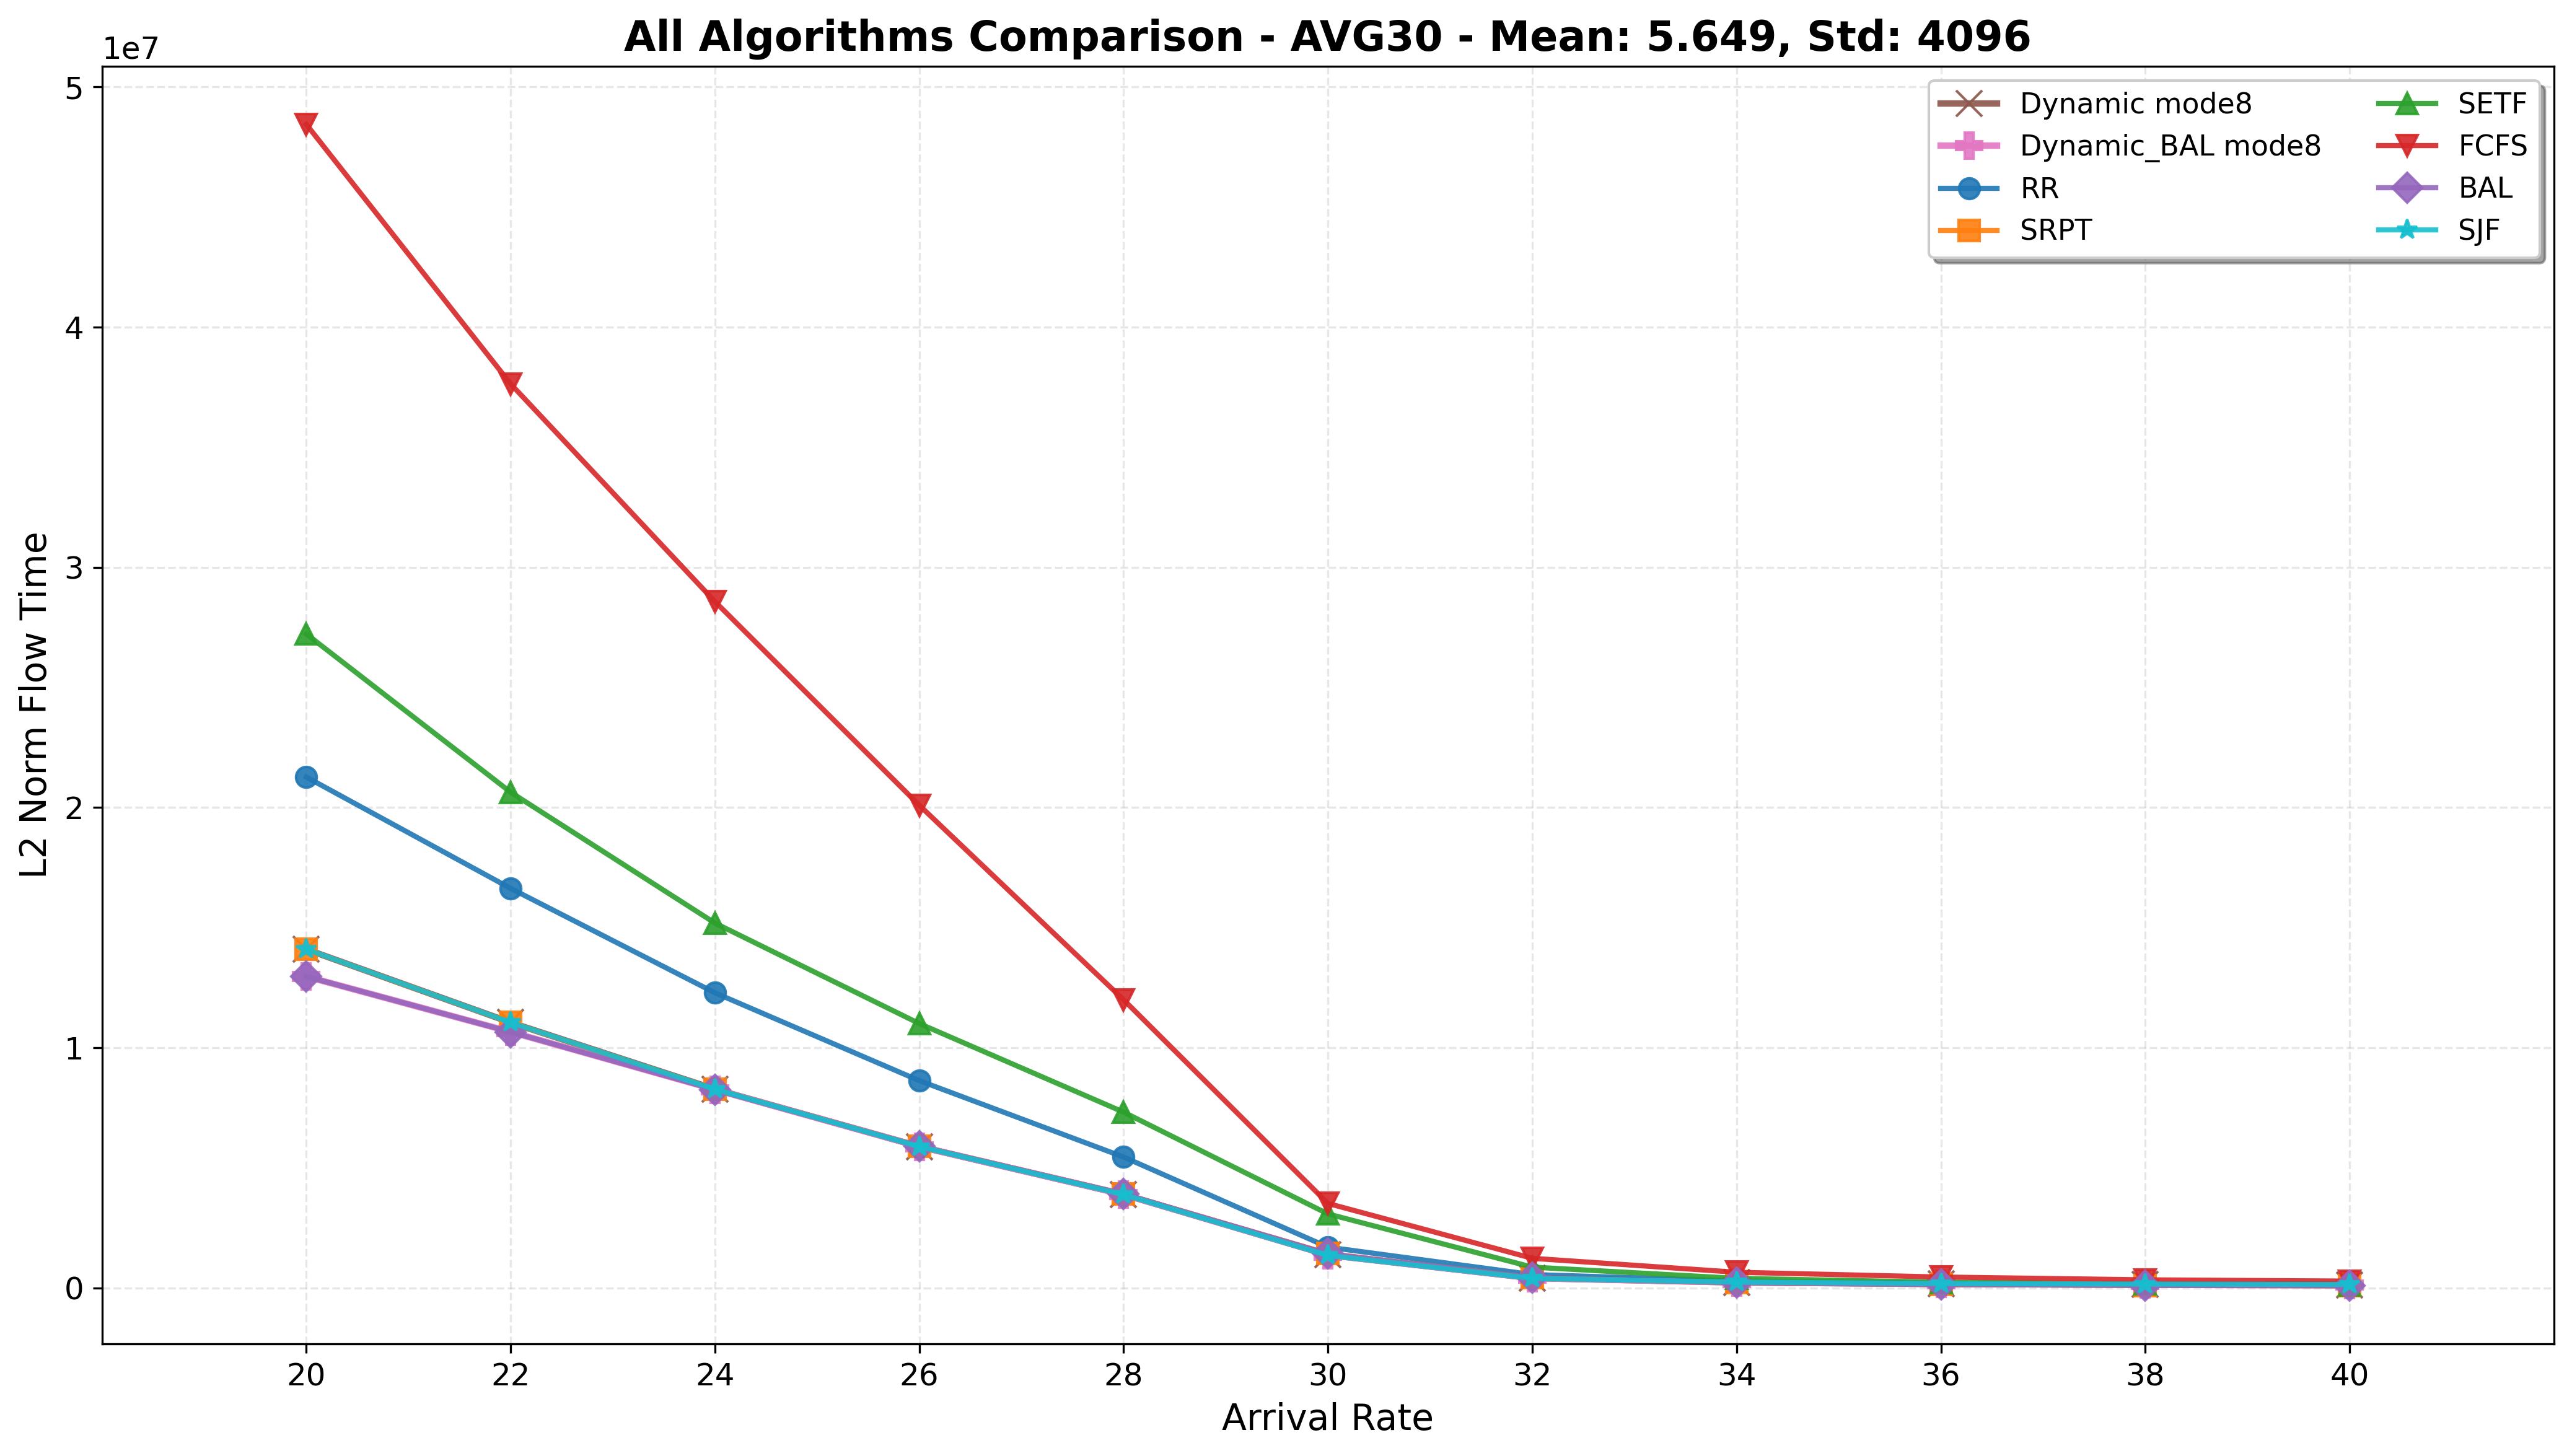 All Algorithms Comparison - AVG30 - Mean: 5.649, Std: 4096
1e7
5
4
3
2
1
0
L2 Norm Flow Time
Dynamic mode8
Dynamic_BAL mode8
RR
SRPT
SETF
FCFS
BAL
SJF
20 22 24 26 28 30 32 34 36 38 40
Arrival Rate